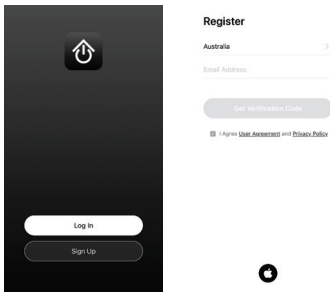 Log In
Sign Up
Register
Australia
Email Address
Get Verification Code
I Agree User Agreement and Privacy Policy